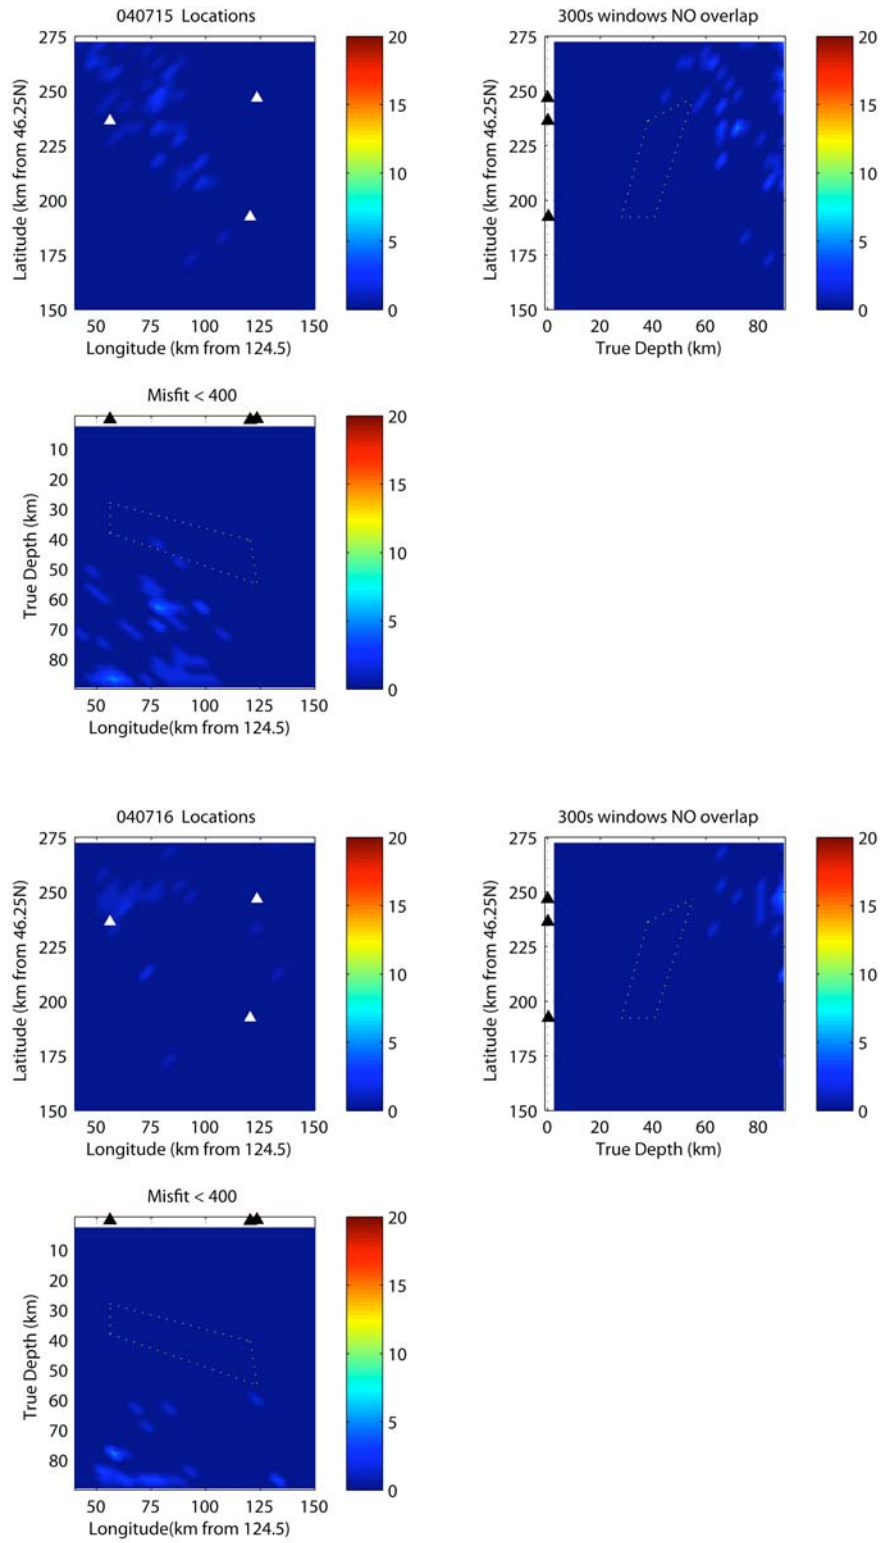 040715  Locations
275
250
225
200
175
150
Latitude (km from 46.25N)
50 75 100 125 150
Longitude (km from 124.5)
20
15
10
5
0
300s windows NO overlap
275
250
225
200
175
150
Latitude (km from 46.25N)
0 20 40 60 80
True Depth (km)
20
15
10
5
0
Misfit < 400
10
20
30
40
50
60
70
80
True Depth (km)
50 75 100 125 150
Longitude(km from 124.5)
20
15
10
5
0
040716  Locations
275
250
225
200
175
150
Latitude (km from 46.25N)
50 75 100 125 150
Longitude (km from 124.5)
20
15
10
5
0
300s windows NO overlap
275
250
225
200
175
150
Latitude (km from 46.25N)
0 20 40 60 80
True Depth (km)
20
15
10
5
0
Misfit < 400
10
20
30
40
50
60
70
80
True Depth (km)
50 75 100 125 150
Longitude(km from 124.5)
20
15
10
5
0